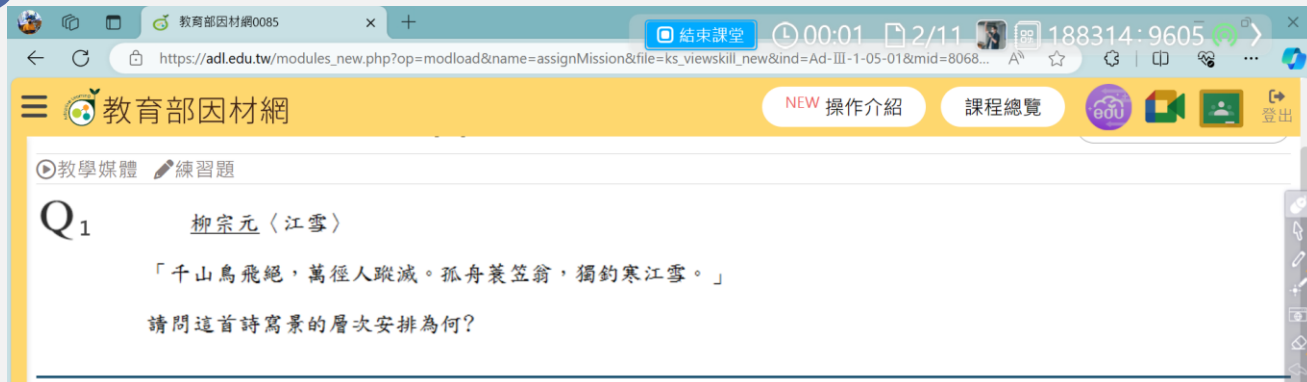 教育部因材網0085
結束課堂
00:01
2/11
188314:9605
https://adl.edu.tw/modules_new.php?op=modload&name=assignMission&file=ks_viewskill_new&ind=Ad-Ⅲ-1-05-01&mid=8068...
教育部因材網
NEW 操作介紹
課程總覽
edu
登出
教學媒體 練習題
Q1 柳宗元〈江雪〉
「千山鳥飛絕，萬徑人蹤滅。孤舟蓑笠翁，獨釣寒江雪。」
請問這首詩寫景的層次安排為何?